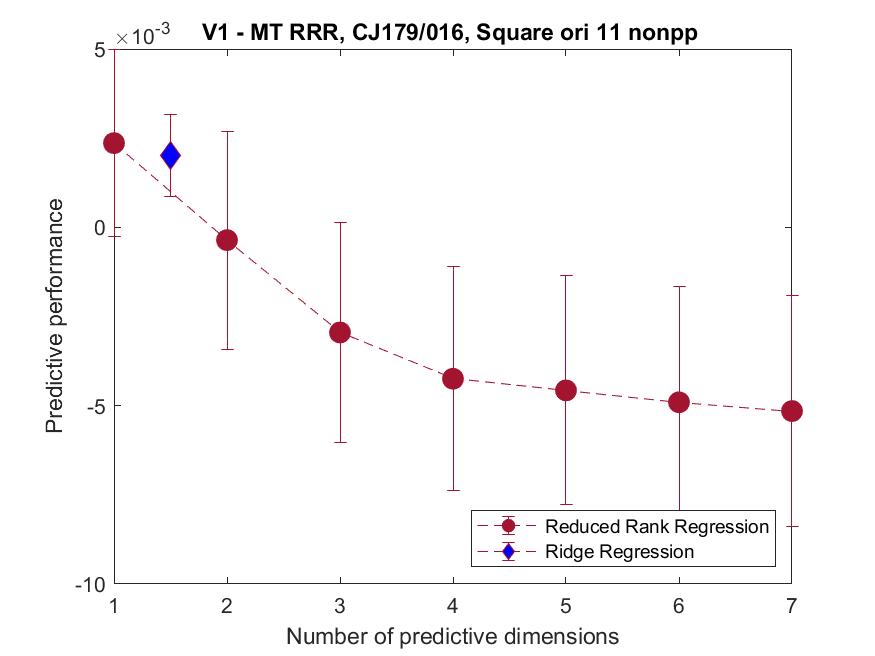 ×10-3
V1 - MT RRR, CJ179/016, Square ori 11 nonpp
5
0
-5
-10
Predictive performance
1 2 3 4 5 6 7
Number of predictive dimensions
Reduced Rank Regression
Ridge Regression